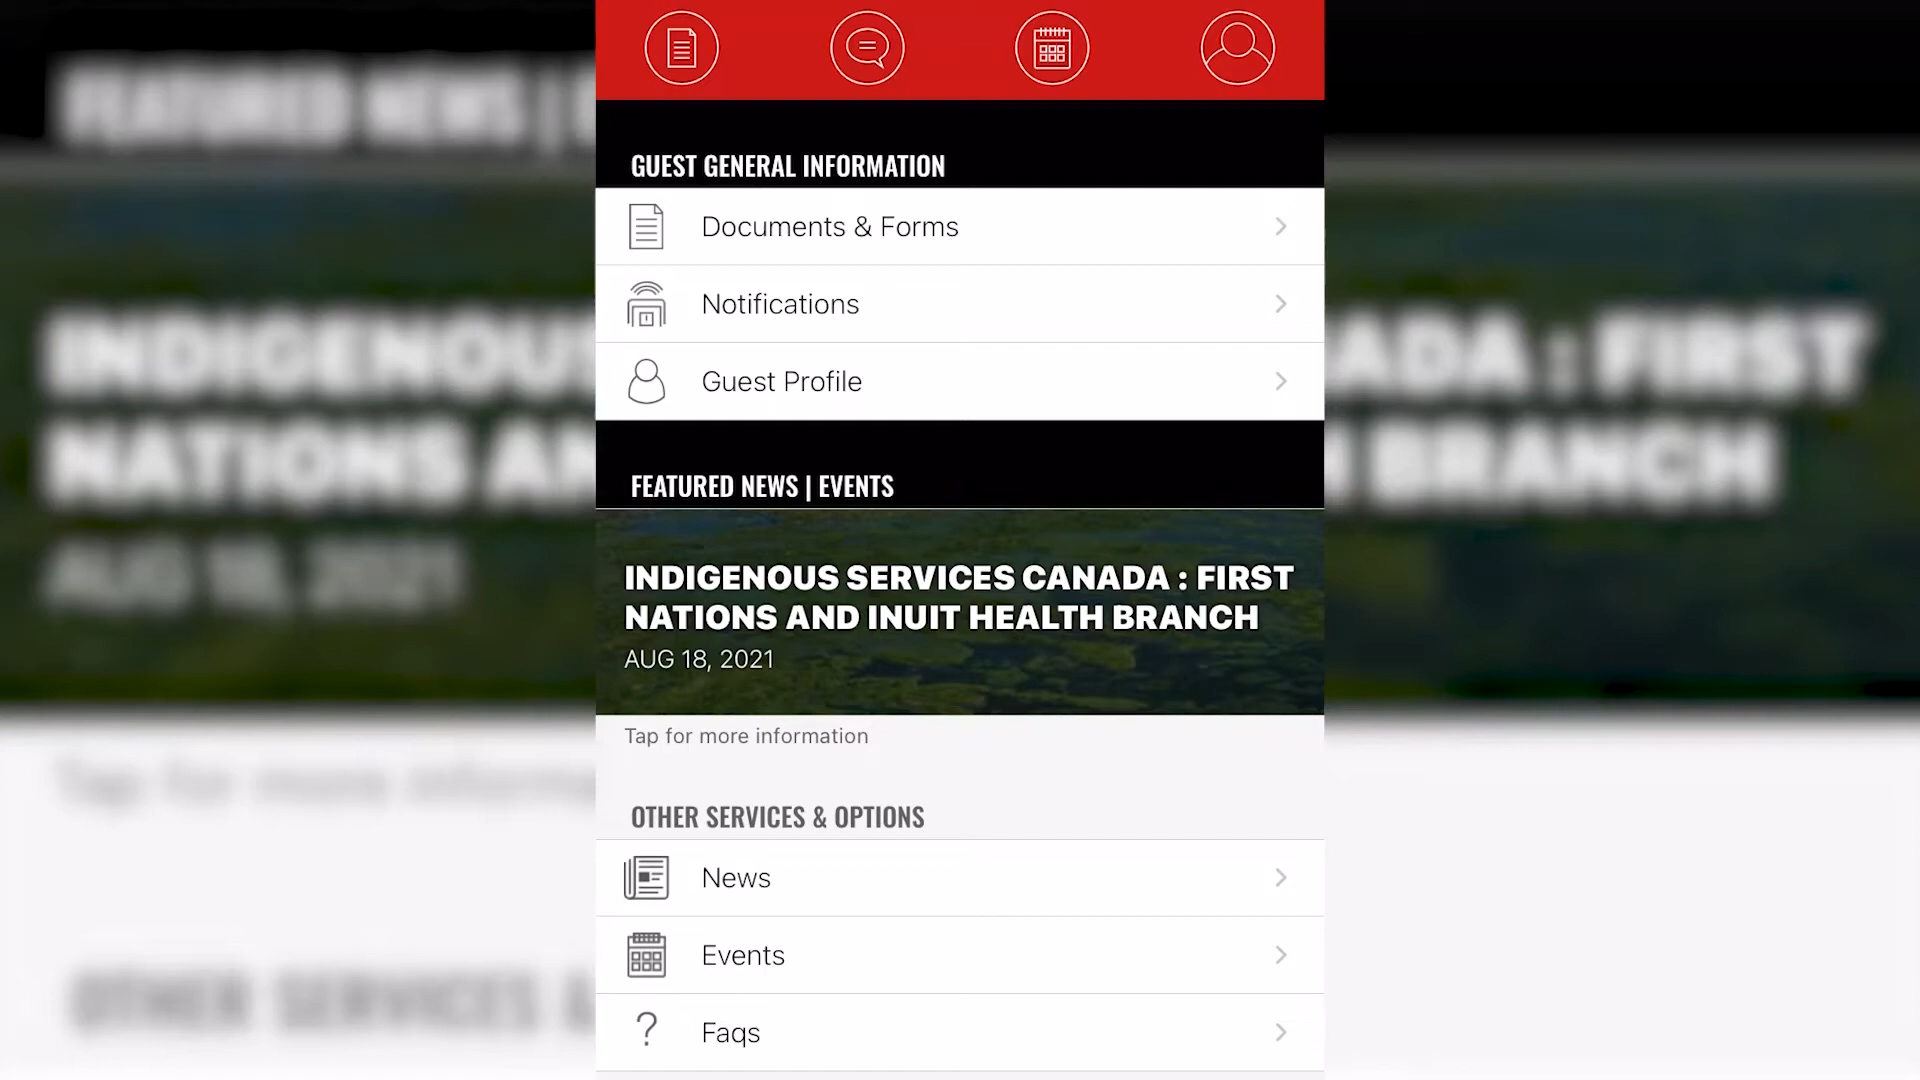 GUEST GENERAL INFORMATION
Documents & Forms
Notifications
Guest Profile
FEATURED NEWS | EVENTS
INDIGENOUS SERVICES CANADA : FIRST
NATIONS AND INUIT HEALTH BRANCH
AUG 18, 2021
Tap for more information
OTHER SERVICES & OPTIONS
News
Events
Faqs